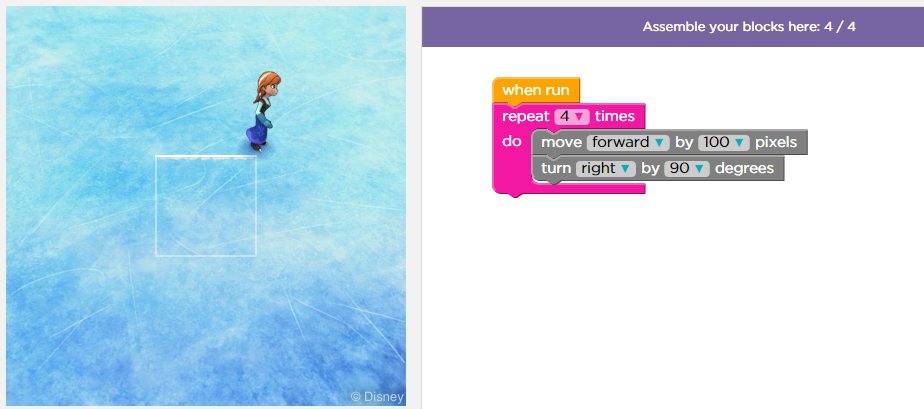 Assemble your blocks here: 4 / 4
when run
repeat 4 ▼ times
do move forward ▼ by 100 ▼ pixels
turn right ▼ by 90 ▼ degrees
© Disney